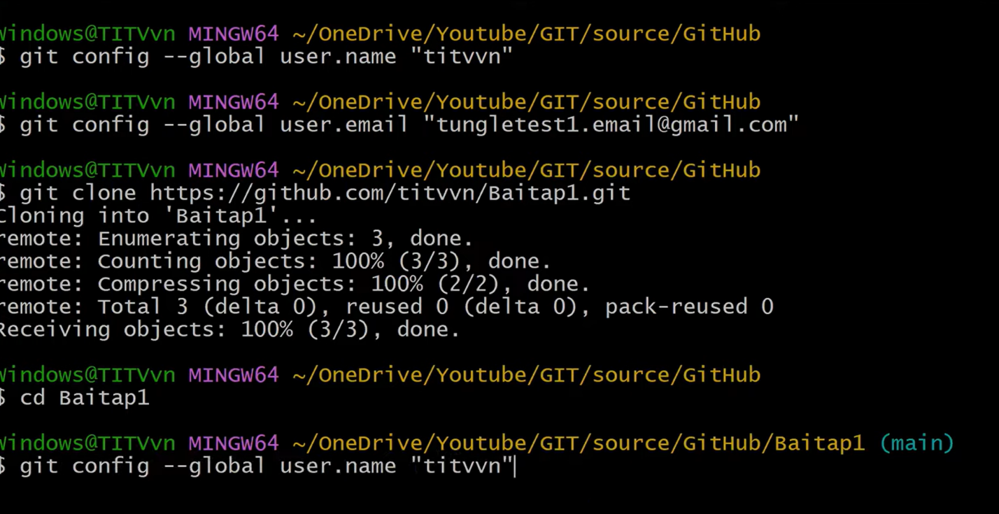 windows@TITVvn MINGW64 ~/OneDrive/Youtube/GIT/source/GitHub
$ git config --global user.name "titvvn"
windows@TITVvn MINGW64 ~/OneDrive/Youtube/GIT/source/GitHub
$ git config --global user.email "tungletest1.email@gmail.com"
windows@TITVvn MINGW64 ~/OneDrive/Youtube/GIT/source/GitHub
$ git clone https://github.com/titvvn/Baitap1.git
Cloning into 'Baitap1'...
remote: Enumerating objects: 3, done.
remote: Counting objects: 100% (3/3), done.
remote: Compressing objects: 100% (2/2), done.
remote: Total 3 (delta 0), reused 0 (delta 0), pack-reused 0
Receiving objects: 100% (3/3), done.
windows@TITVvn MINGW64 ~/OneDrive/Youtube/GIT/source/GitHub
$ cd Baitap1
windows@TITVvn MINGW64 ~/OneDrive/Youtube/GIT/source/GitHub/Baitap1 (main)
$ git config --global user.name "titvvn"